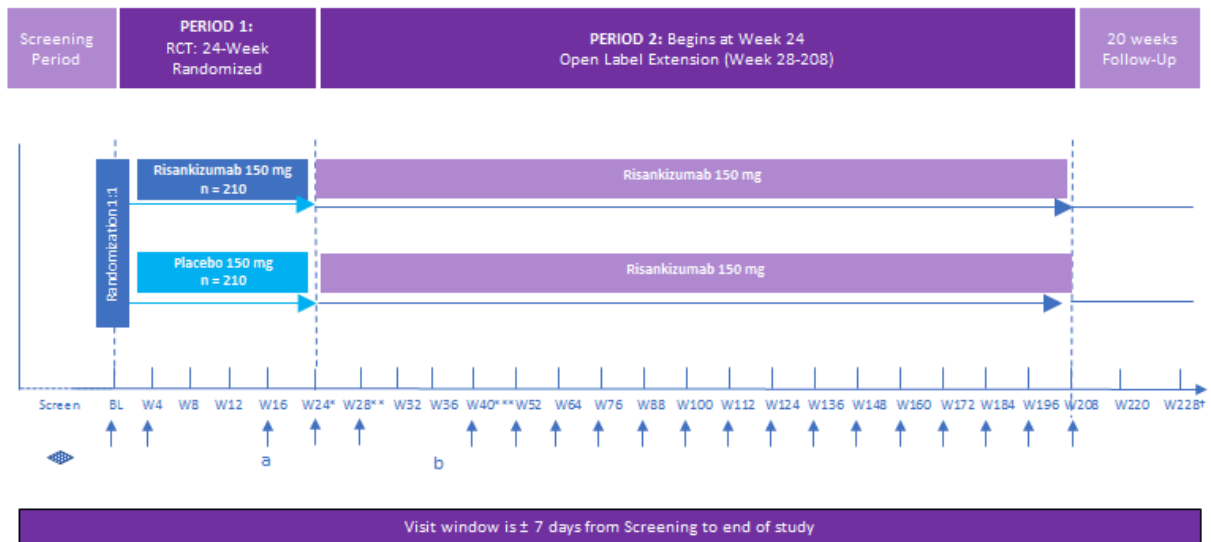 Screening
Period
PERIOD 1:
RCT: 24-Week
Randomized
PERIOD 2: Begins at Week 24
Open Label Extension (Week 28-208)
20 weeks
Follow-Up
Randomization 1:1
Risankizumab 150 mg
n = 210
Risankizumab 150 mg
Placebo 150 mg
n = 210
Risankizumab 150 mg
Screen BL W4 W8 W12 W16 W24* W28** W32 W36 W40*** W52 W64 W76 W88 W100 W112 W124 W136 W148 W160 W172 W184 W196 W208 W220 W228†
a b
Visit window is ± 7 days from Screening to end of study